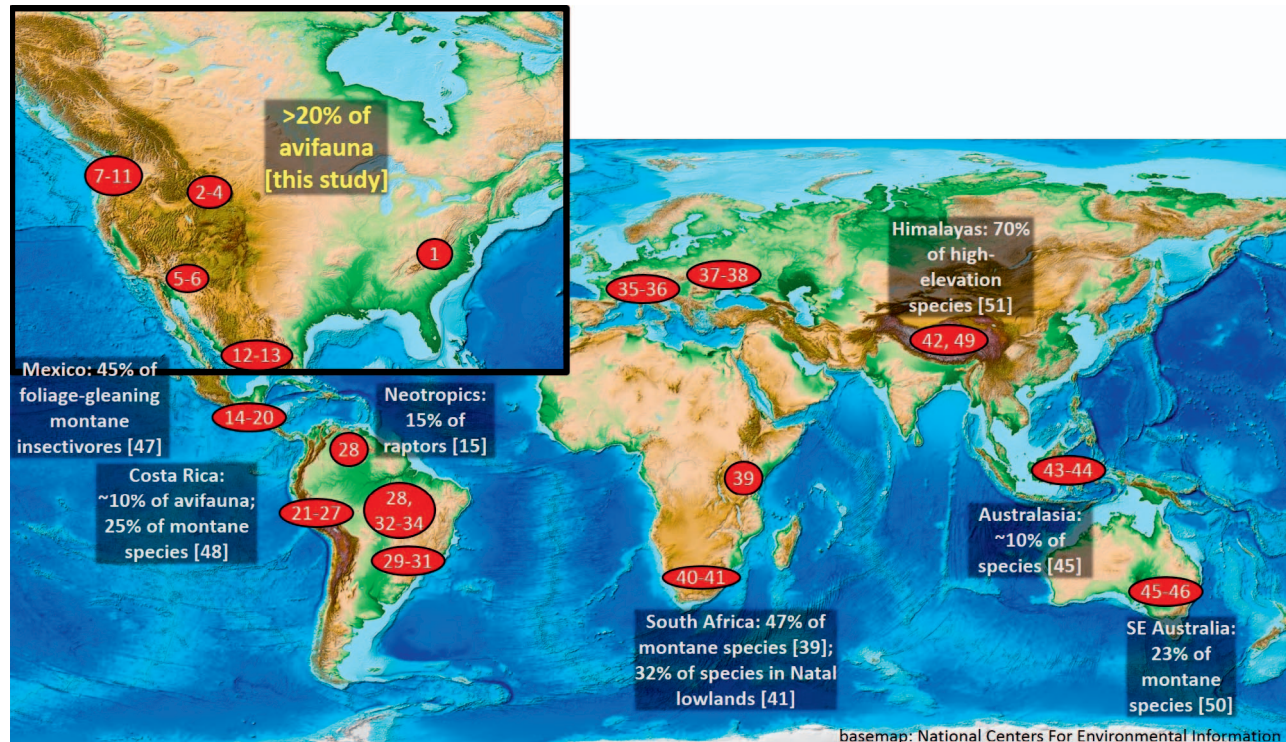 >20% of
avifauna
[this study]
7-11
2-4
1
5-6
12-13
Mexico: 45% of
foliage-gleaning
montane
insectivores [47]
14-20
Neotropics:
15% of
raptors [15]
Costa Rica:
~10% of avifauna;
25% of montane
species [48]
28
21-27
28,
32-34
29-31
35-36
37-38
Himalayas: 70%
of high-
elevation
species [51]
42, 49
39
43-44
40-41
Australasia:
~10% of
species [45]
45-46
South Africa: 47% of
montane species [39];
32% of species in Natal
lowlands [41]
SE Australia:
23% of
montane
species [50]
basemap: National Centers For Environmental Information